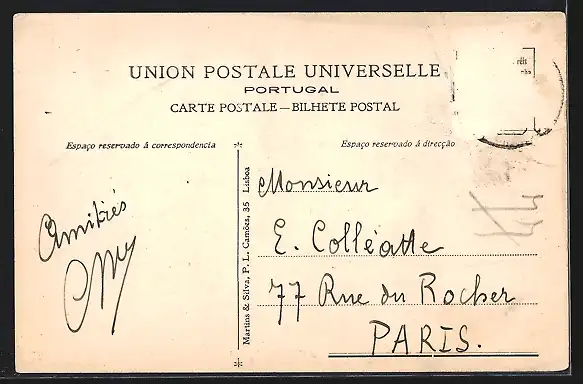 UNION POSTALE UNIVERSELLE
PORTUGAL
CARTE POSTALE — BILHETE POSTAL
Espaço reservado á correspondencia
Espaço reservado á direcção
Martins & Silva, P. L. Camões, 35 Lisboa
Amitiés
Monsieur
E. Colléatte
77 Rue du Rocher
PARIS.
44